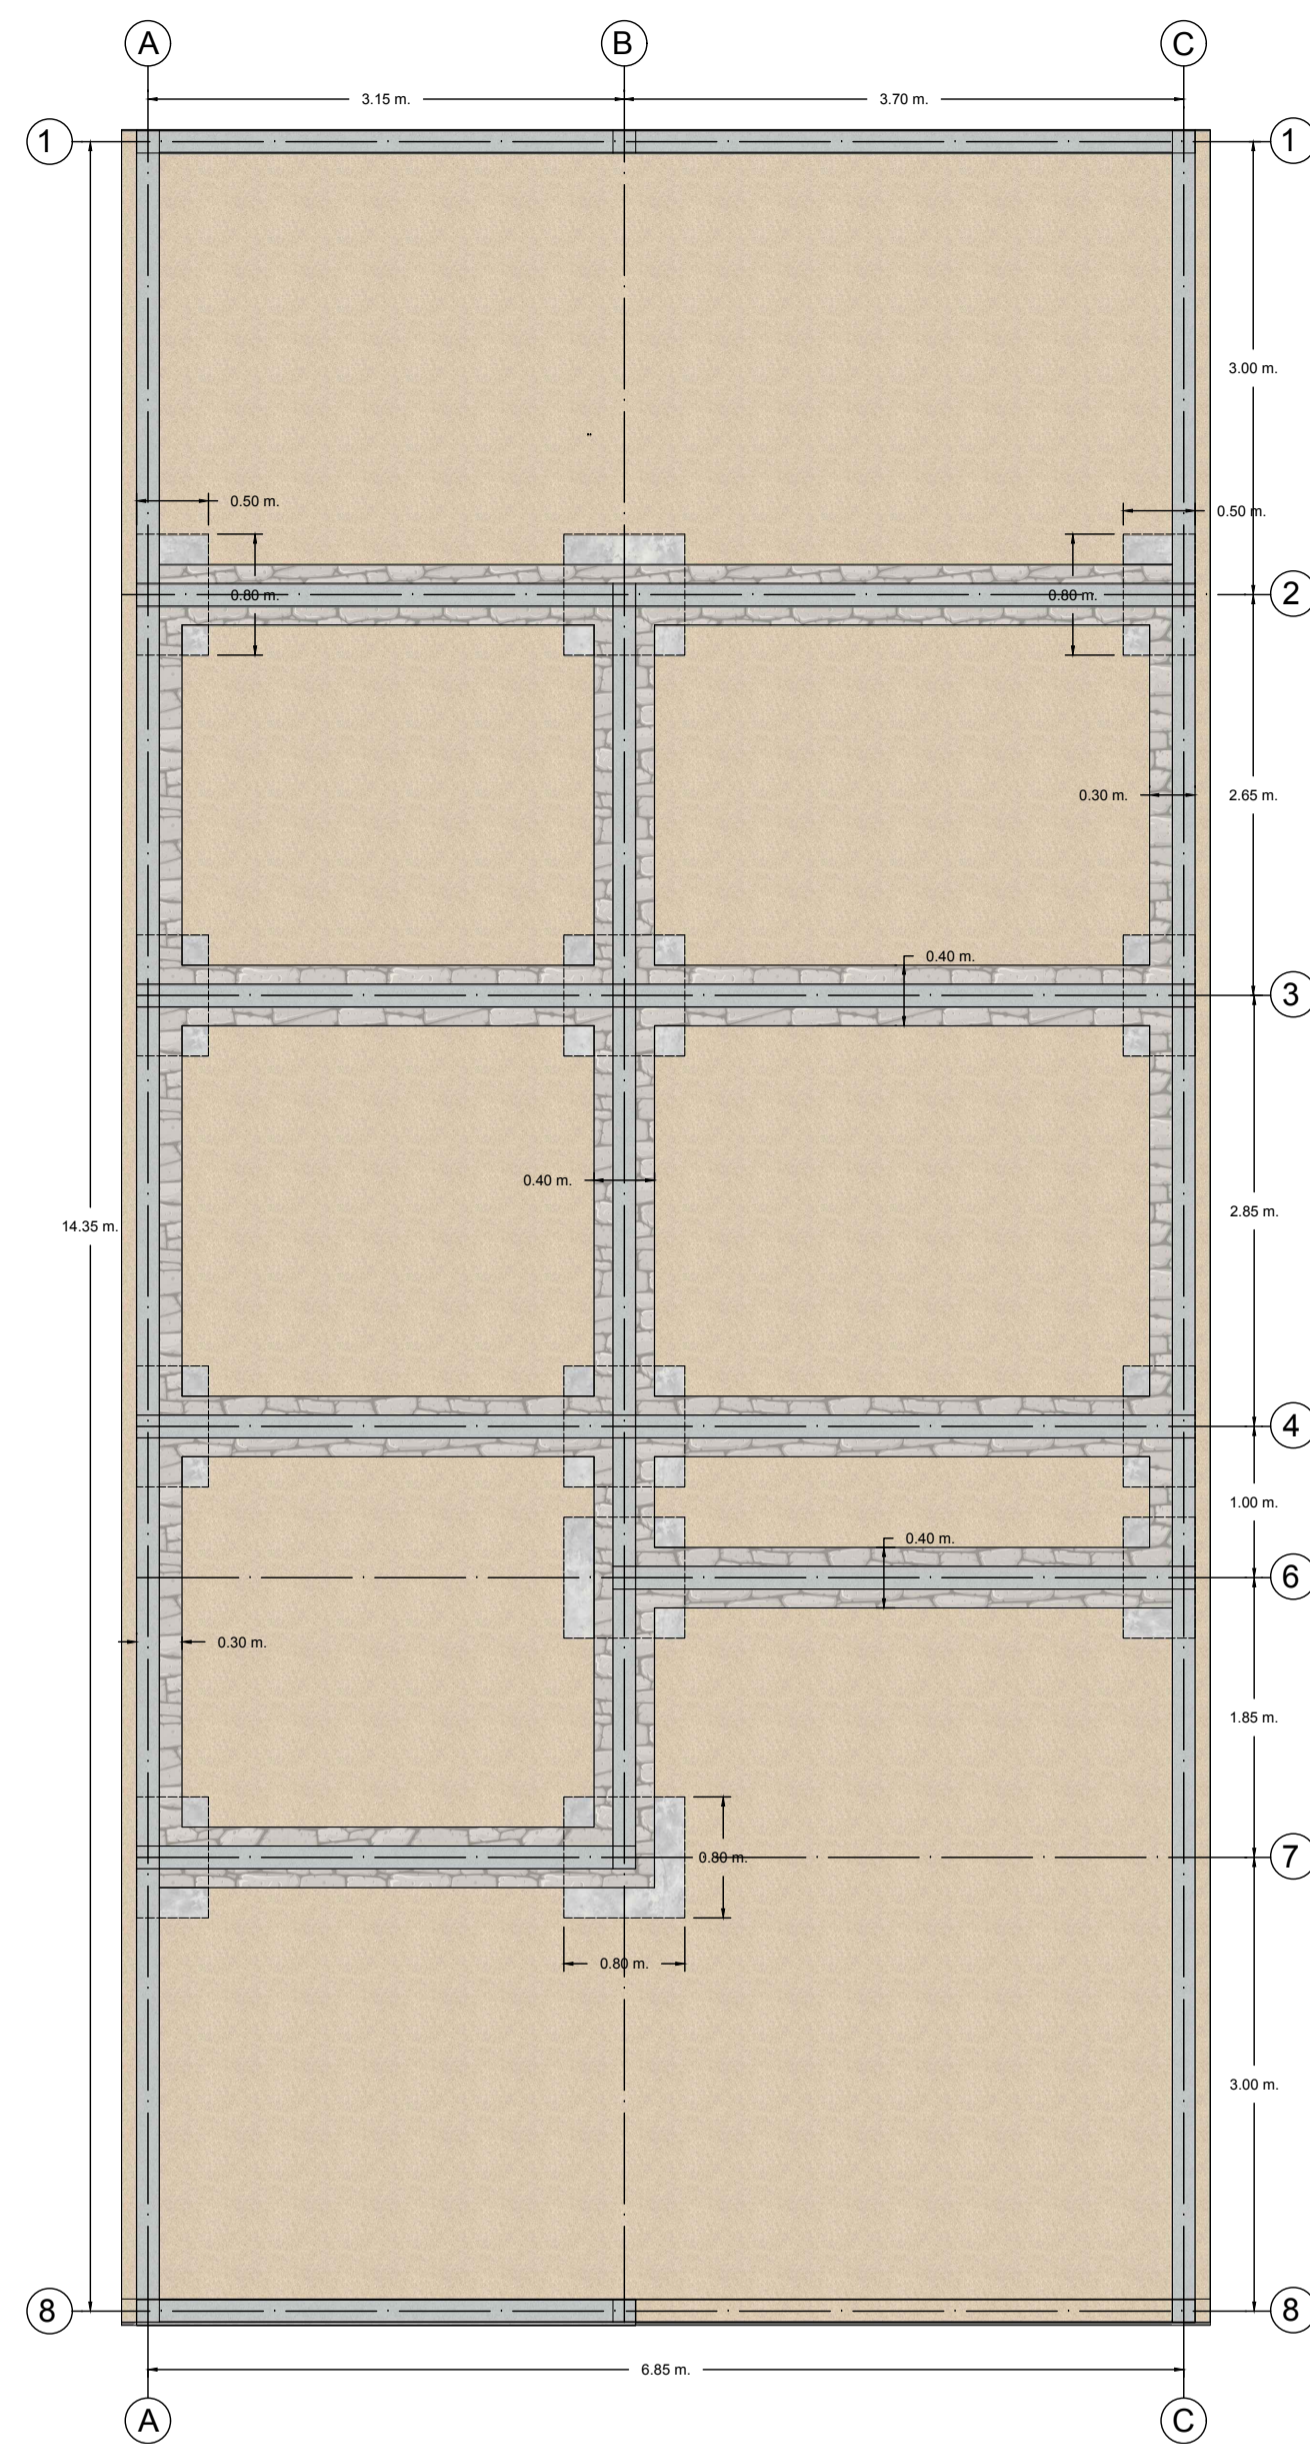 A B C
3.15 m. 3.70 m.
1 1
3.00 m.
0.50 m. 0.50 m.
0.80 m. 0.80 m. 2
0.30 m. 2.65 m.
0.40 m.
3
0.40 m.
14.35 m. 2.85 m.
4
1.00 m.
0.40 m.
6
0.30 m.
1.85 m.
0.80 m. 7
0.80 m.
3.00 m.
8 8
6.85 m.
A C